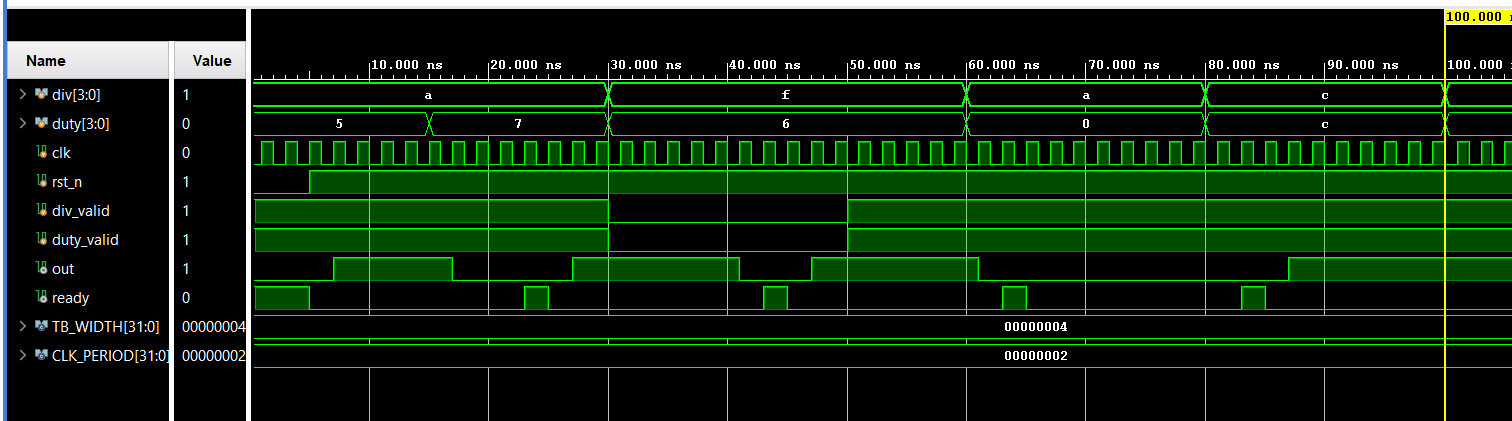 100.000 n
Name Value
10.000 ns 20.000 ns 30.000 ns 40.000 ns 50.000 ns 60.000 ns 70.000 ns 80.000 ns 90.000 ns 100.000
div[3:0] 1 a f a c
duty[3:0] 0 5 7 6 0 c
clk 0
rst_n 1
div_valid 1
duty_valid 1
out 1
ready 0
TB_WIDTH[31:0] 00000004 00000004
CLK_PERIOD[31:0] 00000002 00000002